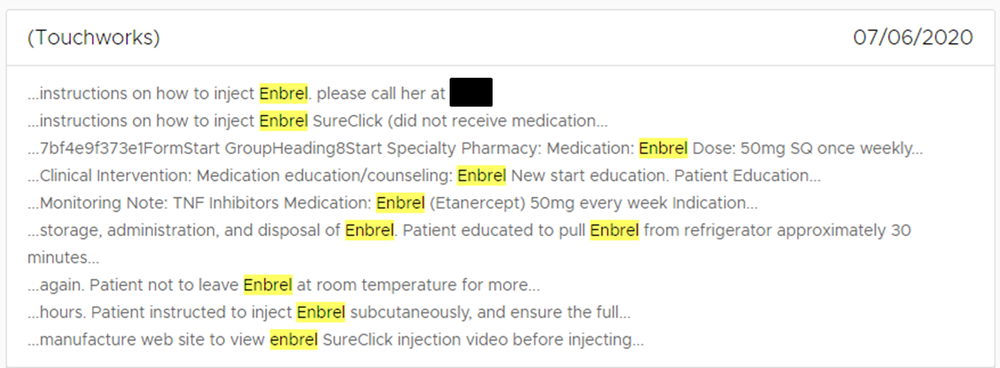 (Touchworks) 07/06/2020
...instructions on how to inject Enbrel. please call her at
...instructions on how to inject Enbrel SureClick (did not receive medication...
...7bf4e9f373e1FormStart GroupHeading8Start Specialty Pharmacy: Medication: Enbrel Dose: 50mg SQ once weekly...
...Clinical Intervention: Medication education/counseling: Enbrel New start education. Patient Education...
...Monitoring Note: TNF Inhibitors Medication: Enbrel (Etanercept) 50mg every week Indication...
...storage, administration, and disposal of Enbrel. Patient educated to pull Enbrel from refrigerator approximately 30
minutes...
...again. Patient not to leave Enbrel at room temperature for more...
...hours. Patient instructed to inject Enbrel subcutaneously, and ensure the full...
...manufacture web site to view enbrel SureClick injection video before injecting...